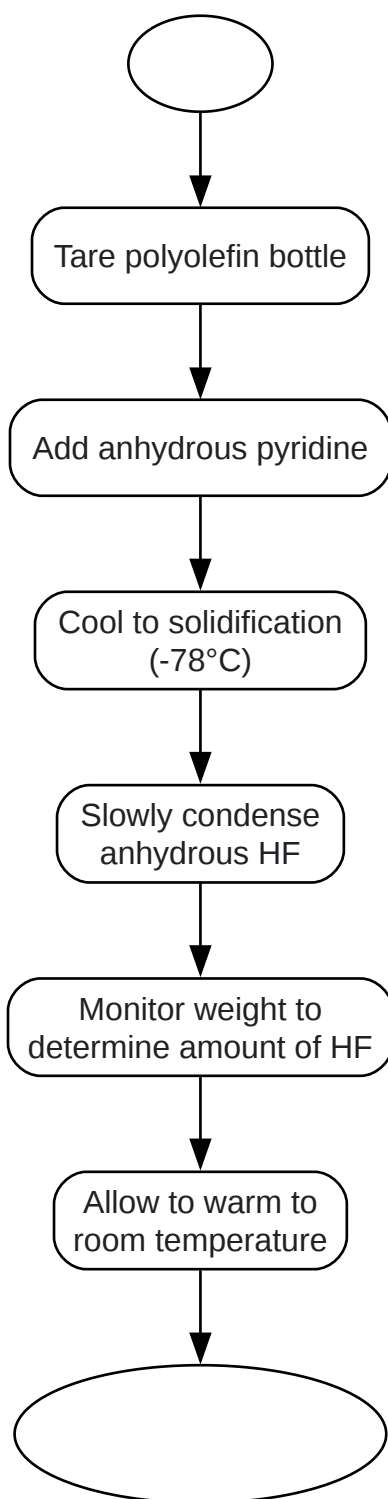 Tare polyolefin bottle
Add anhydrous pyridine
Cool to solidification
(-78°C)
Slowly condense
anhydrous HF
Monitor weight to
determine amount of HF
Allow to warm to
room temperature